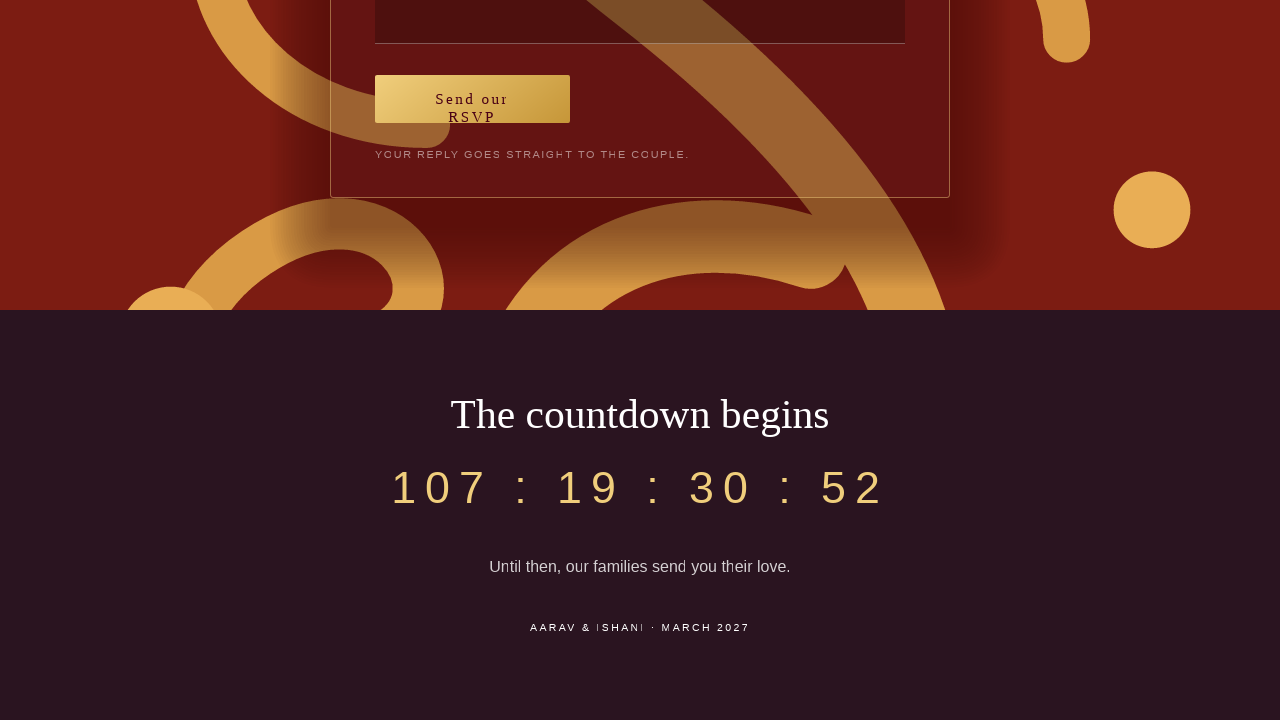 Send our
RSVP
YOUR REPLY GOES STRAIGHT TO THE COUPLE.
The countdown begins
107 : 19 : 30 : 52
Until then, our families send you their love.
AARAV & ISHANI · MARCH 2027